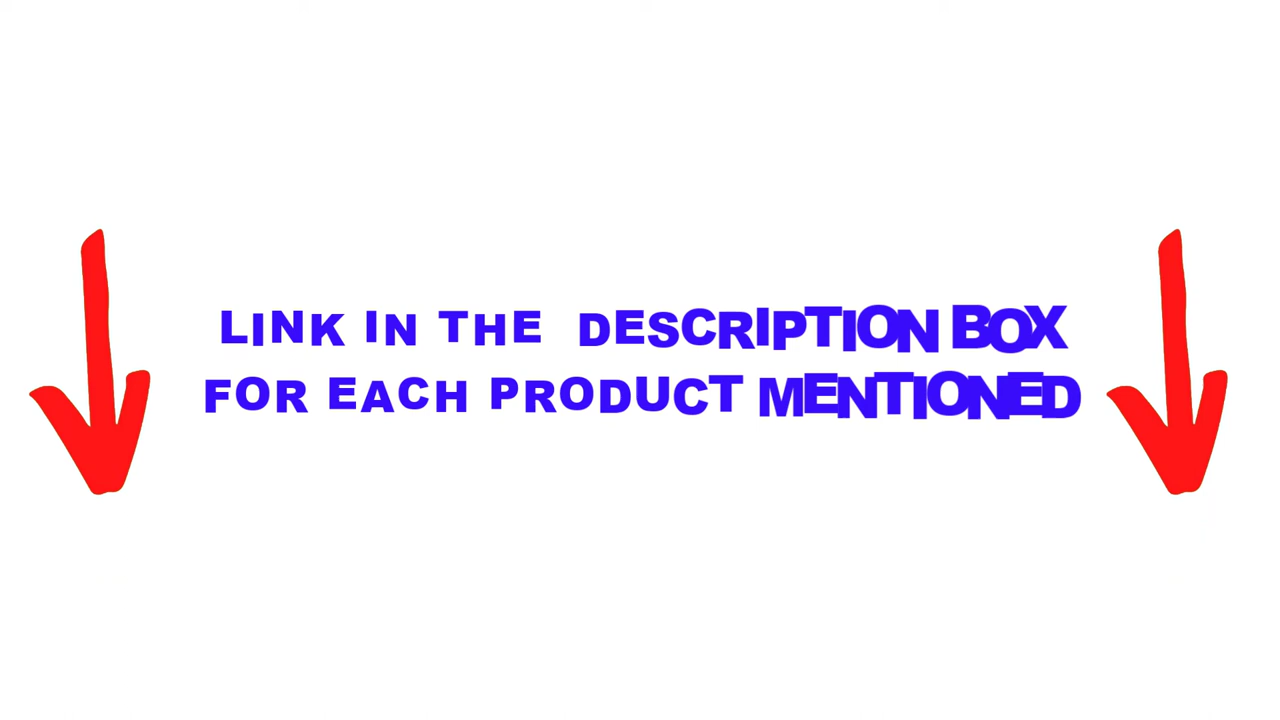 LINK IN THE DESCRIPTION BOX
FOR EACH PRODUCT MENTIONED